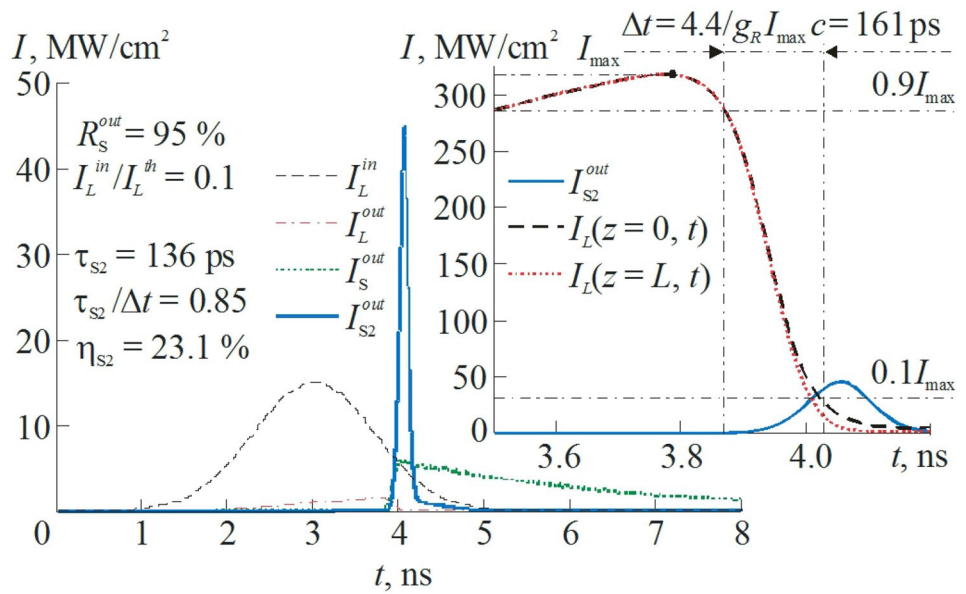 I, MW/cm²
50
40
30
20
10
0
R_S^out = 95 %
I_L^in/I_L^th = 0.1
τ_S2 = 136 ps
τ_S2/Δt = 0.85
η_S2 = 23.1 %
I_L^in
I_L^out
I_S^out
I_S2^out
1 2 3 4 5 6 7 8
t, ns
I, MW/cm²
I_max
Δt = 4.4/g_R I_max c = 161 ps
0.9I_max
300
250
200
150
100
50
0
I_S2^out
I_L(z = 0, t)
I_L(z = L, t)
0.1I_max
3.6 3.8 4.0
t, ns